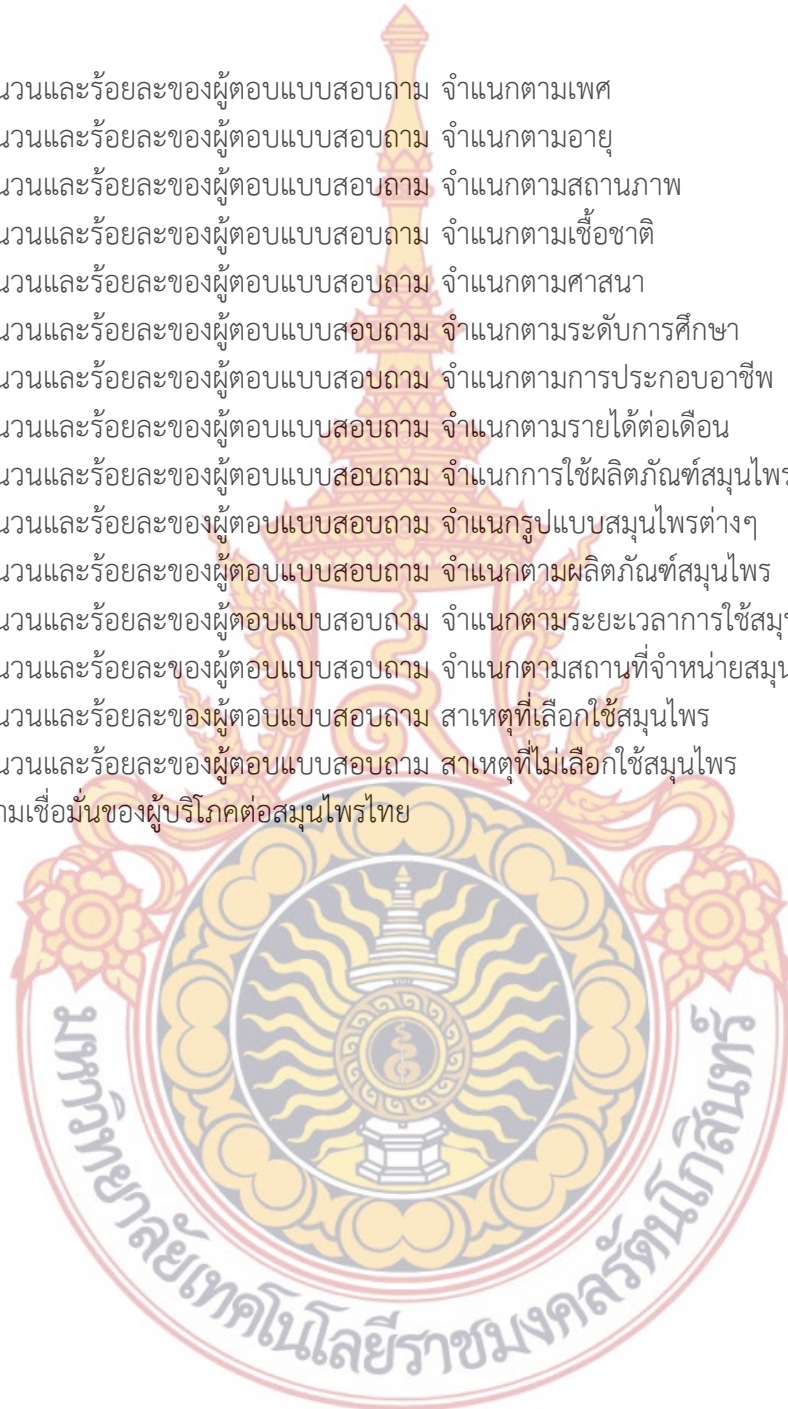 นวนและร้อยละของผู้ตอบแบบสอบถาม จำแนกตามเพศ
นวนและร้อยละของผู้ตอบแบบสอบถาม จำแนกตามอายุ
นวนและร้อยละของผู้ตอบแบบสอบถาม จำแนกตามสถานภาพ
นวนและร้อยละของผู้ตอบแบบสอบถาม จำแนกตามเชื้อชาติ
นวนและร้อยละของผู้ตอบแบบสอบถาม จำแนกตามศาสนา
นวนและร้อยละของผู้ตอบแบบสอบถาม จำแนกตามระดับการศึกษา
นวนและร้อยละของผู้ตอบแบบสอบถาม จำแนกตามการประกอบอาชีพ
นวนและร้อยละของผู้ตอบแบบสอบถาม จำแนกตามรายได้ต่อเดือน
นวนและร้อยละของผู้ตอบแบบสอบถาม จำแนกการใช้ผลิตภัณฑ์สมุนไพร
นวนและร้อยละของผู้ตอบแบบสอบถาม จำแนกรูปแบบสมุนไพรต่างๆ
นวนและร้อยละของผู้ตอบแบบสอบถาม จำแนกตามผลิตภัณฑ์สมุนไพร
นวนและร้อยละของผู้ตอบแบบสอบถาม จำแนกตามระยะเวลาการใช้สมุน
นวนและร้อยละของผู้ตอบแบบสอบถาม จำแนกตามสถานที่จำหน่ายสมุน
นวนและร้อยละของผู้ตอบแบบสอบถาม สาเหตุที่เลือกใช้สมุนไพร
นวนและร้อยละของผู้ตอบแบบสอบถาม สาเหตุที่ไม่เลือกใช้สมุนไพร
ามเชื่อมั่นของผู้บริโภคต่อสมุนไพรไทย
มหาวิทยาลัยเทคโนโลยีราชมงคลรัตนโกสินทร์